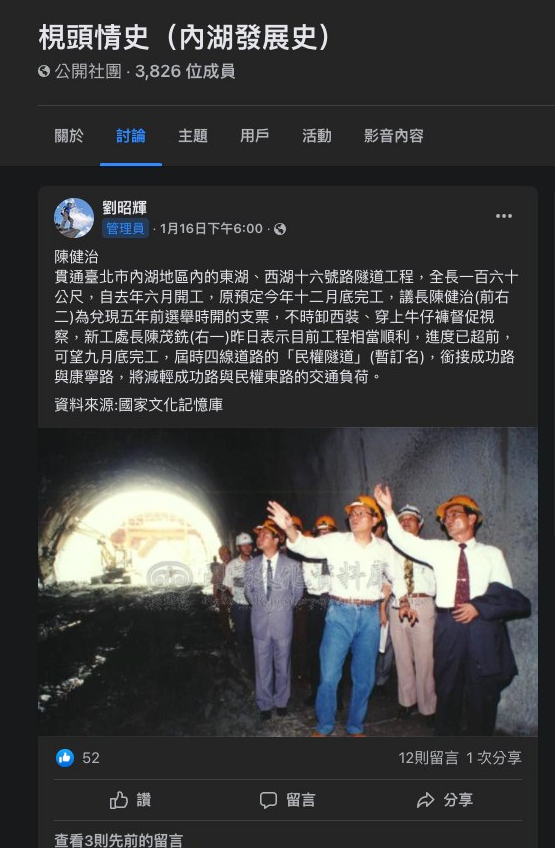 梘頭情史（內湖發展史）
公開社團 · 3,826 位成員
關於 討論 主題 用戶 活動 影音內容
劉昭輝
管理員 · 1月16日下午6:00 ·
陳健治
貫通臺北市內湖地區內的東湖、西湖十六號路隧道工程，全長一百六十
公尺，自去年六月開工，原預定今年十二月底完工，議長陳健治(前右
二)為兌現五年前選舉時開的支票，不時卸西裝、穿上牛仔褲督促視
察，新工處長陳茂銑(右一)昨日表示目前工程相當順利，進度已超前，
可望九月底完工，屆時四線道路的「民權隧道」(暫訂名)，銜接成功路
與康寧路，將減輕成功路與民權東路的交通負荷。
資料來源:國家文化記憶庫
52 12則留言 1 次分享
讚 留言 分享
查看3則先前的留言